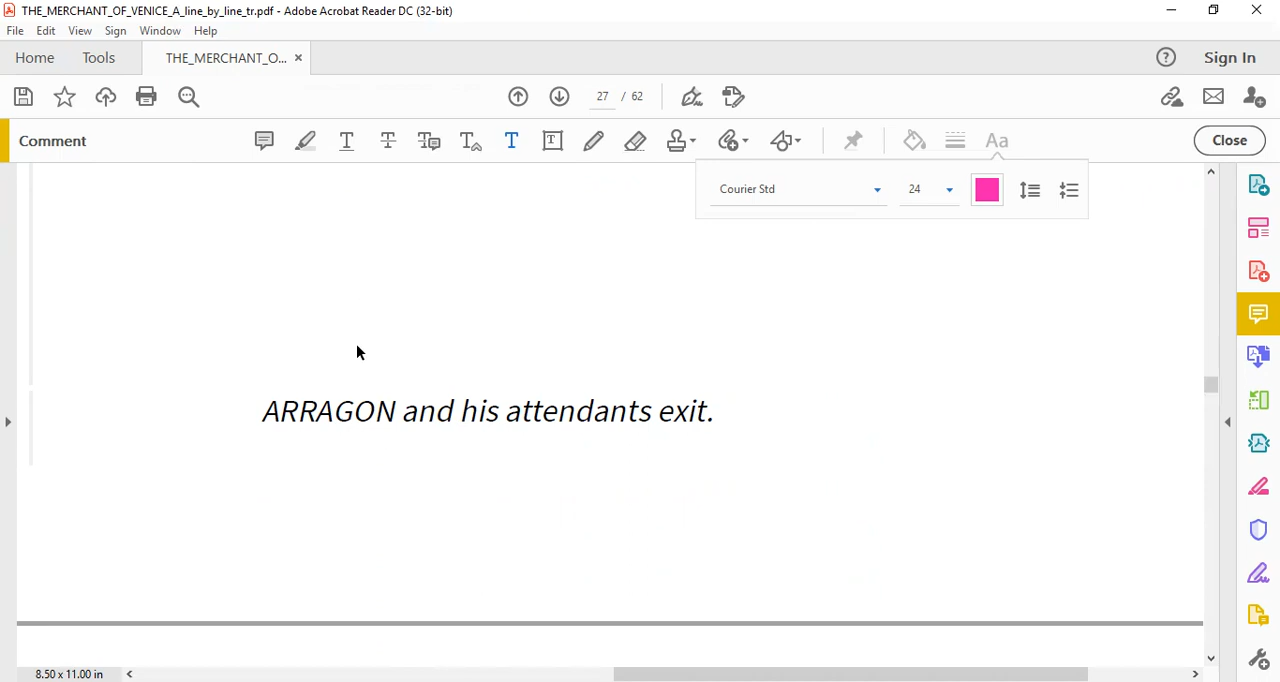 THE_MERCHANT_OF_VENICE_A_line_by_line_tr.pdf - Adobe Acrobat Reader DC (32-bit)
File Edit View Sign Window Help
Home Tools THE_MERCHANT_O... × Sign In
27 / 62
Comment Close
Courier Std 24
ARRAGON and his attendants exit.
8.50 x 11.00 in